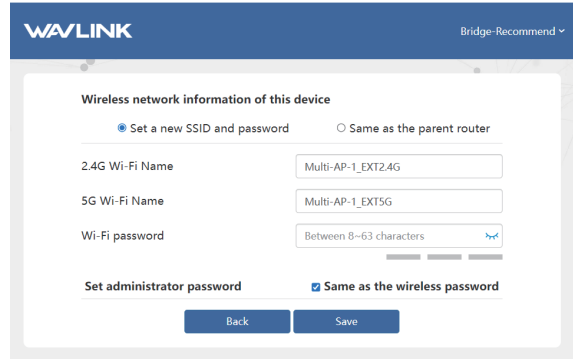 WAVLINK
Bridge-Recommend
Wireless network information of this device
Set a new SSID and password Same as the parent router
2.4G Wi-Fi Name Multi-AP-1_EXT2.4G
5G Wi-Fi Name Multi-AP-1_EXT5G
Wi-Fi password Between 8~63 characters
Set administrator password Same as the wireless password
Back Save